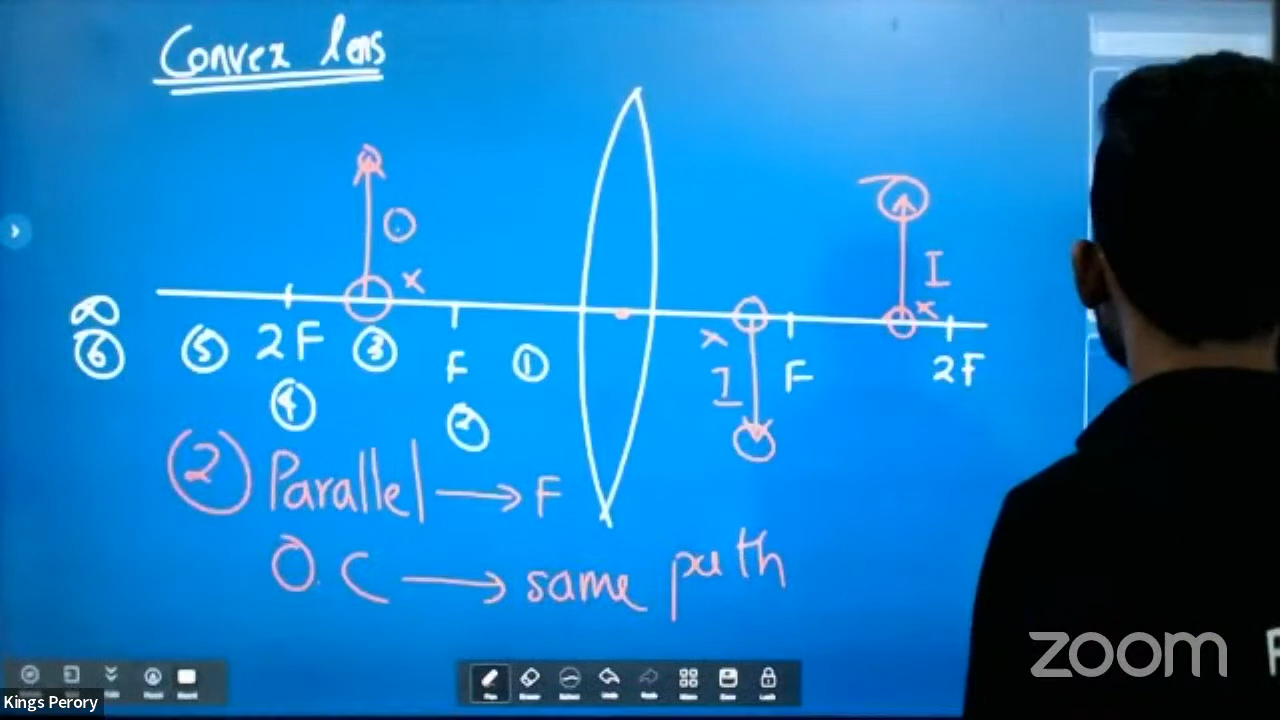 Convex lens
O
x
I
x
∞ 2F F
x
I
F 2F
6 5 4 3 2 1
2 Parallel → F
O.C → same path
zoom
Kings Perory